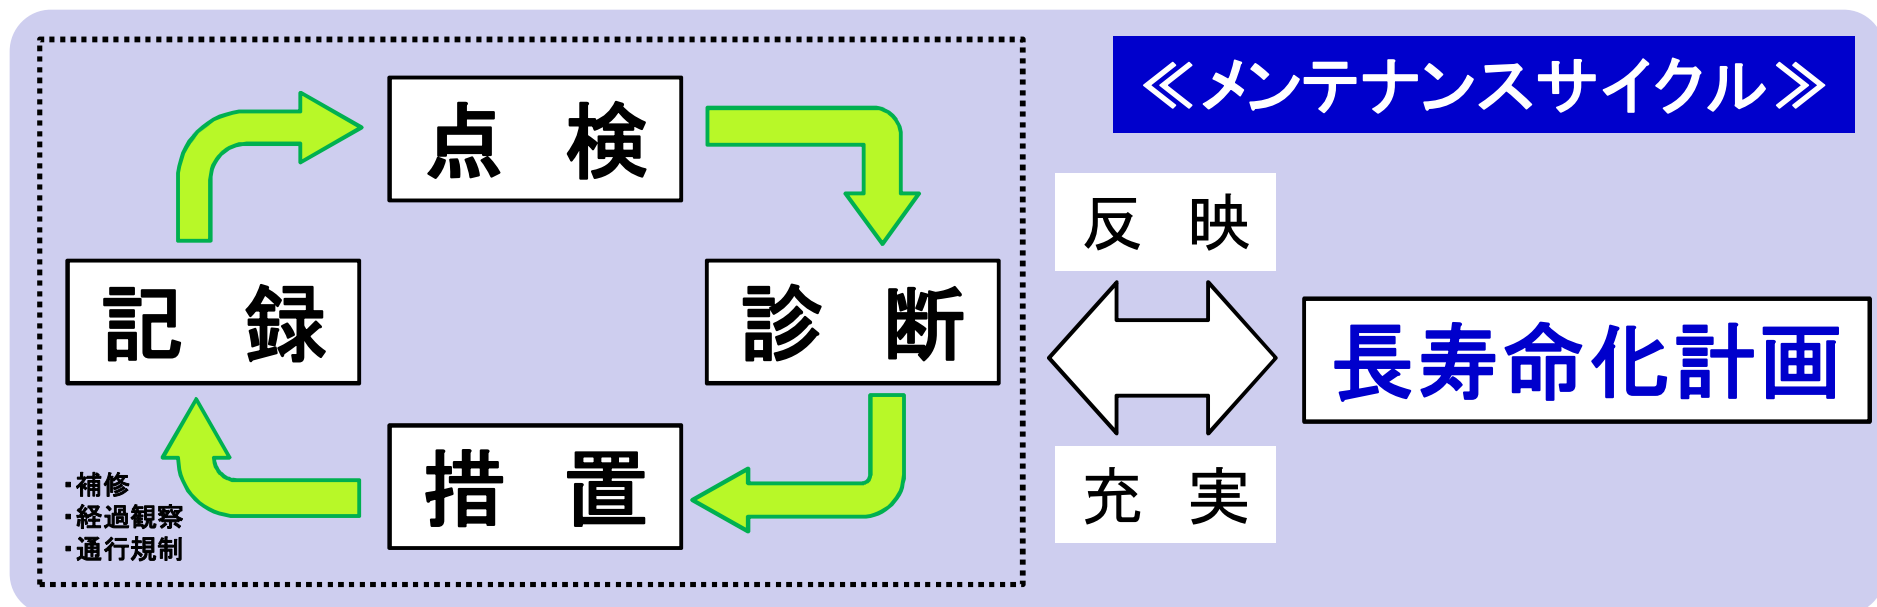 ≪メンテナンスサイクル≫
点 検
診 断
措 置
記 録
・補修
・経過観察
・通行規制
反 映
充 実
長寿命化計画